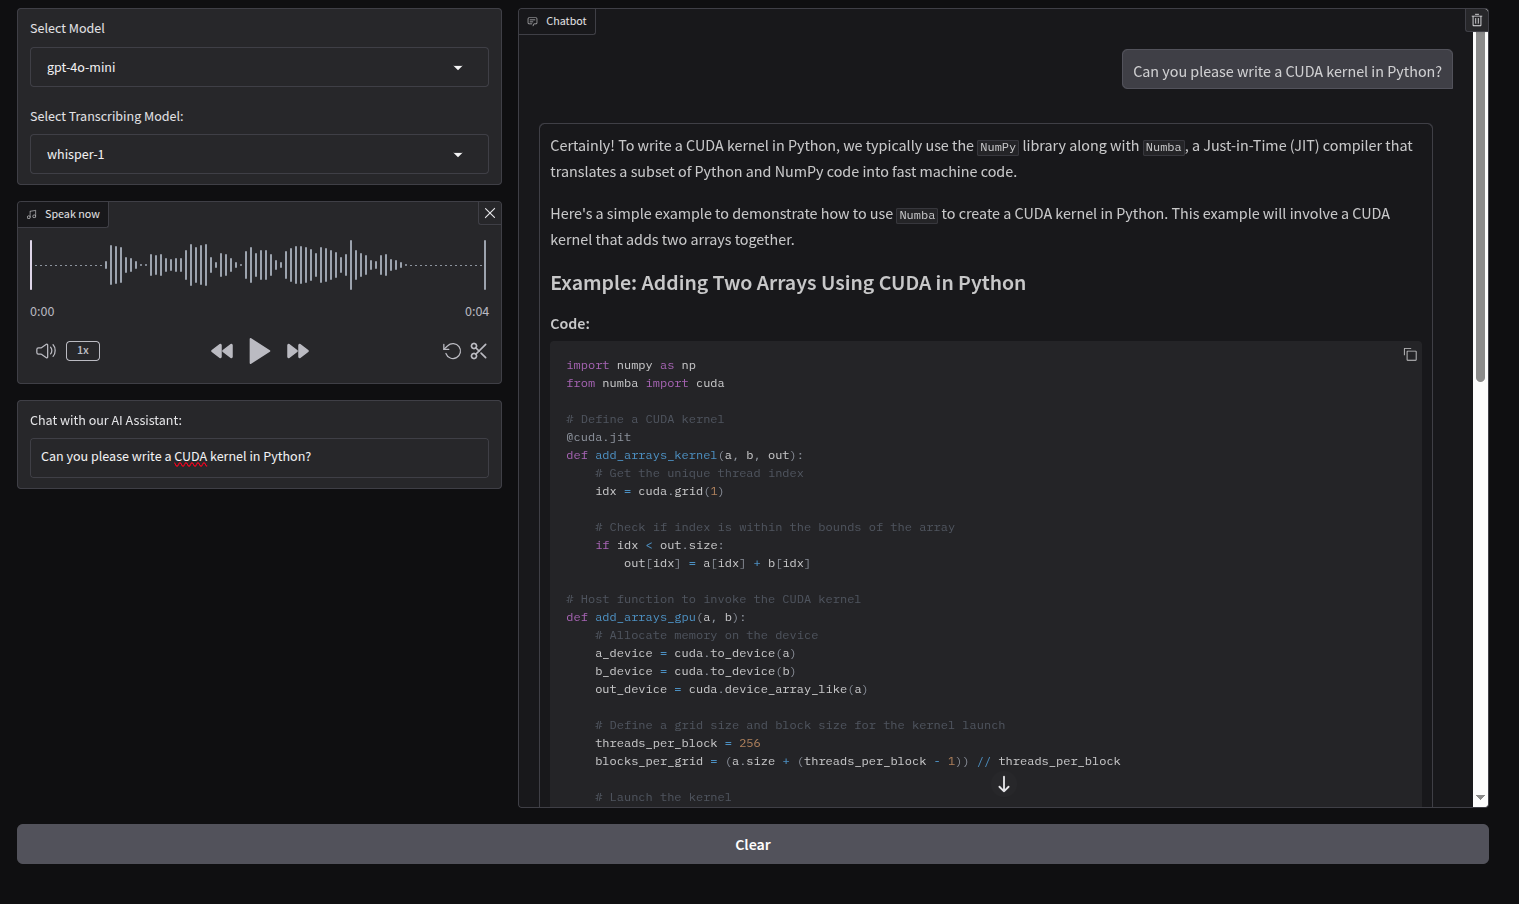 Select Model
gpt-4o-mini
Select Transcribing Model:
whisper-1
Speak now
0:00
0:04
1x
Chat with our AI Assistant:
Can you please write a CUDA kernel in Python?
Chatbot
Can you please write a CUDA kernel in Python?
Certainly! To write a CUDA kernel in Python, we typically use the NumPy library along with Numba, a Just-in-Time (JIT) compiler that
translates a subset of Python and NumPy code into fast machine code.
Here's a simple example to demonstrate how to use Numba to create a CUDA kernel in Python. This example will involve a CUDA
kernel that adds two arrays together.
Example: Adding Two Arrays Using CUDA in Python
Code:
import numpy as np
from numba import cuda
# Define a CUDA kernel
@cuda.jit
def add_arrays_kernel(a, b, out):
    # Get the unique thread index
    idx = cuda.grid(1)
    # Check if index is within the bounds of the array
    if idx < out.size:
        out[idx] = a[idx] + b[idx]
# Host function to invoke the CUDA kernel
def add_arrays_gpu(a, b):
    # Allocate memory on the device
    a_device = cuda.to_device(a)
    b_device = cuda.to_device(b)
    out_device = cuda.device_array_like(a)
    # Define a grid size and block size for the kernel launch
    threads_per_block = 256
    blocks_per_grid = (a.size + (threads_per_block - 1)) // threads_per_block
    # Launch the kernel
Clear